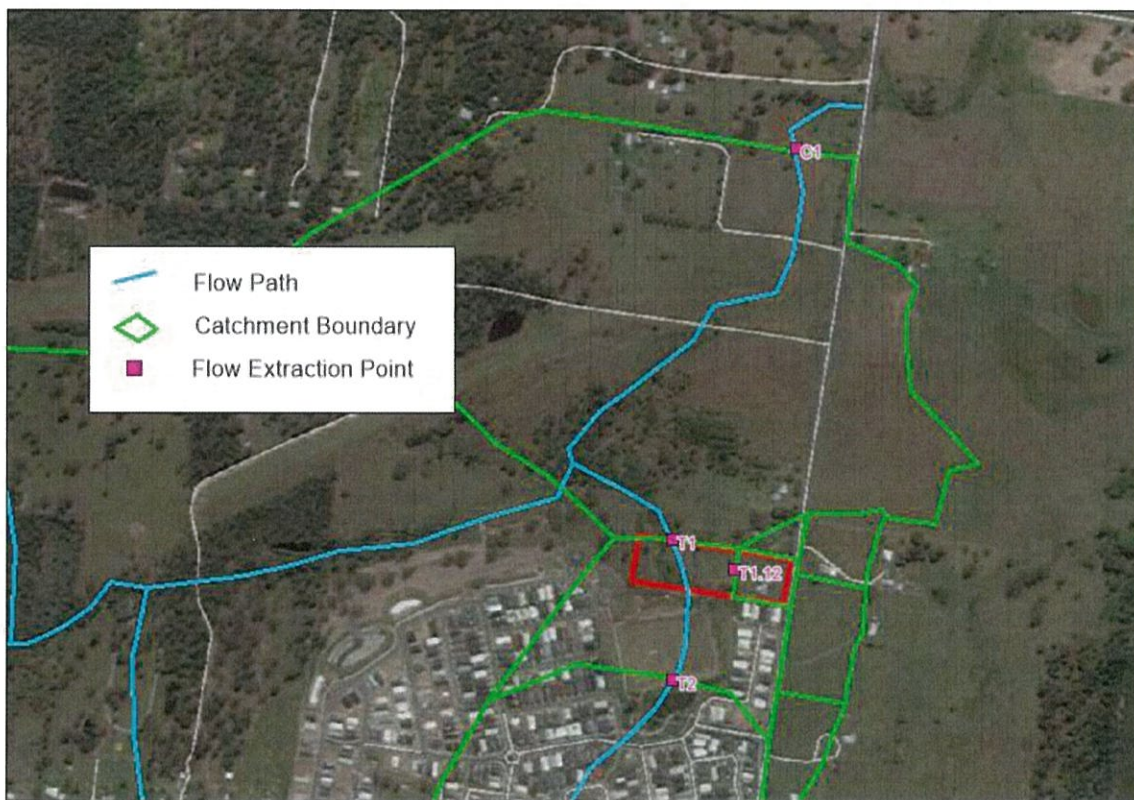 C1
Flow Path
Catchment Boundary
Flow Extraction Point
T1
T1.12
T2